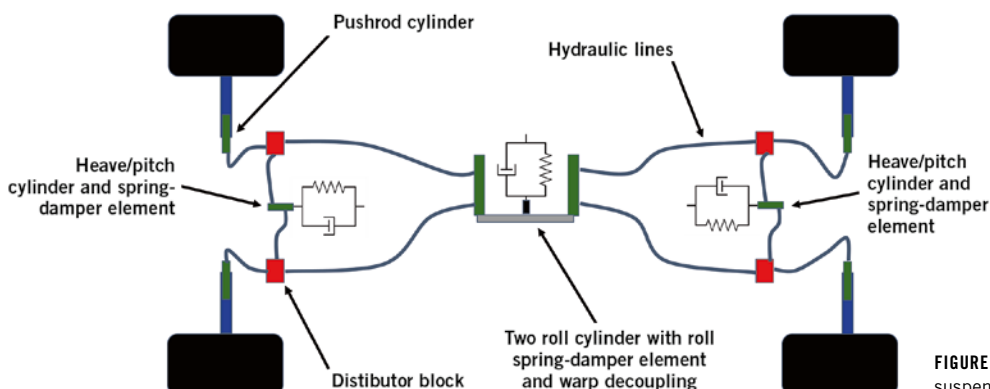 Pushrod cylinder
Hydraulic lines
Heave/pitch
cylinder and spring-
damper element
Heave/pitch
cylinder and
spring-damper
element
Two roll cylinder with roll
spring-damper element
and warp decoupling
Distibutor block
FIGURE
suspen